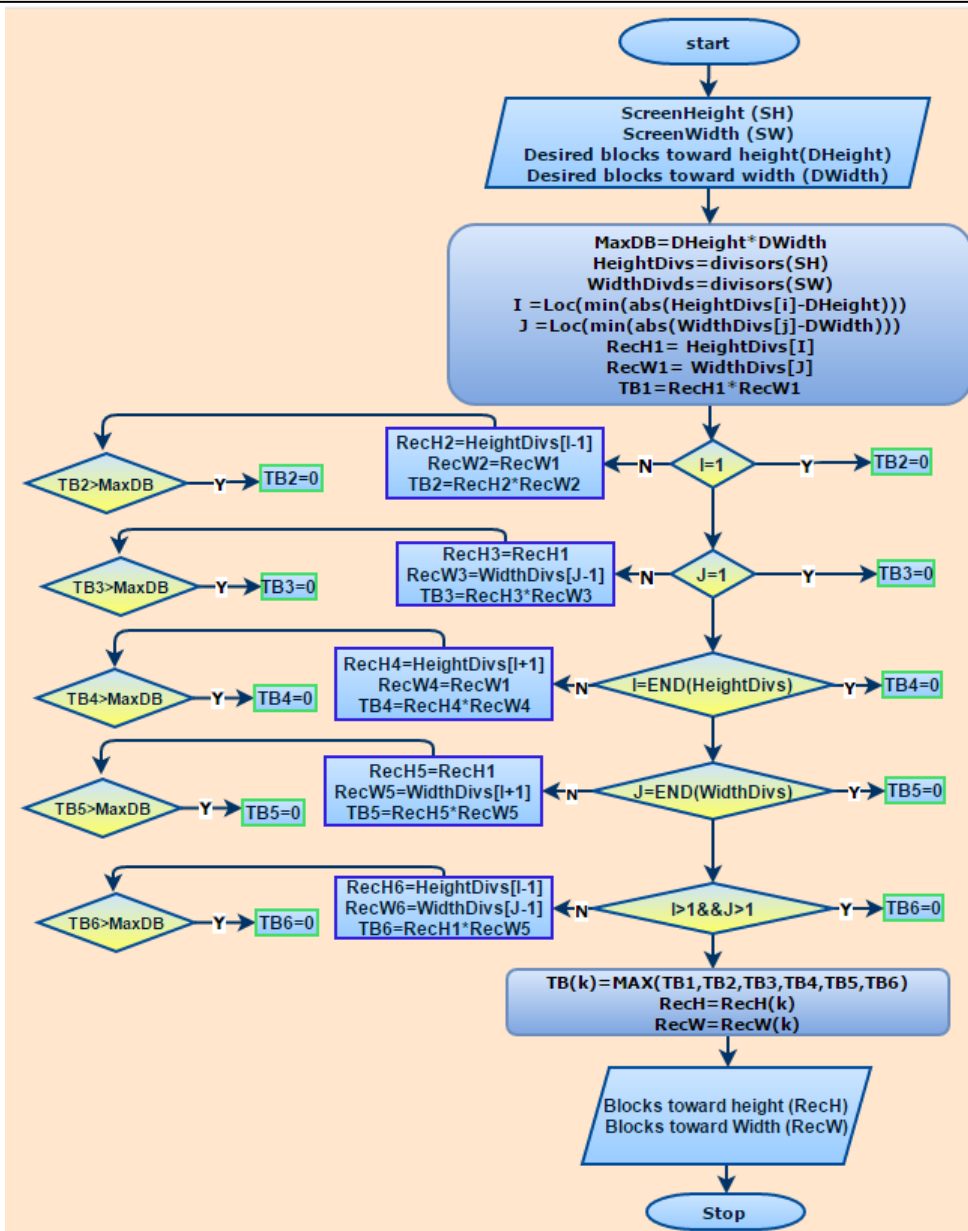 start
ScreenHeight (SH)
ScreenWidth (SW)
Desired blocks toward height(DHeight)
Desired blocks toward width (DWidth)
MaxDB=DHeight*DWidth
HeightDivs=divisors(SH)
WidthDivds=divisors(SW)
I =Loc(min(abs(HeightDivs[i]-DHeight)))
J =Loc(min(abs(WidthDivs[j]-DWidth)))
RecH1= HeightDivs[I]
RecW1= WidthDivs[J]
TB1=RecH1*RecW1
I=1
Y
TB2=0
N
RecH2=HeightDivs[I-1]
RecW2=RecW1
TB2=RecH2*RecW2
TB2>MaxDB
Y
TB2=0
J=1
Y
TB3=0
N
RecH3=RecH1
RecW3=WidthDivs[J-1]
TB3=RecH3*RecW3
TB3>MaxDB
Y
TB3=0
I=END(HeightDivs)
Y
TB4=0
N
RecH4=HeightDivs[I+1]
RecW4=RecW1
TB4=RecH4*RecW4
TB4>MaxDB
Y
TB4=0
J=END(WidthDivs)
Y
TB5=0
N
RecH5=RecH1
RecW5=WidthDivs[I+1]
TB5=RecH5*RecW5
TB5>MaxDB
Y
TB5=0
I>1&&J>1
Y
TB6=0
N
RecH6=HeightDivs[I-1]
RecW6=WidthDivs[J-1]
TB6=RecH1*RecW5
TB6>MaxDB
Y
TB6=0
TB(k)=MAX(TB1,TB2,TB3,TB4,TB5,TB6)
RecH=RecH(k)
RecW=RecW(k)
Blocks toward height (RecH)
Blocks toward Width (RecW)
Stop